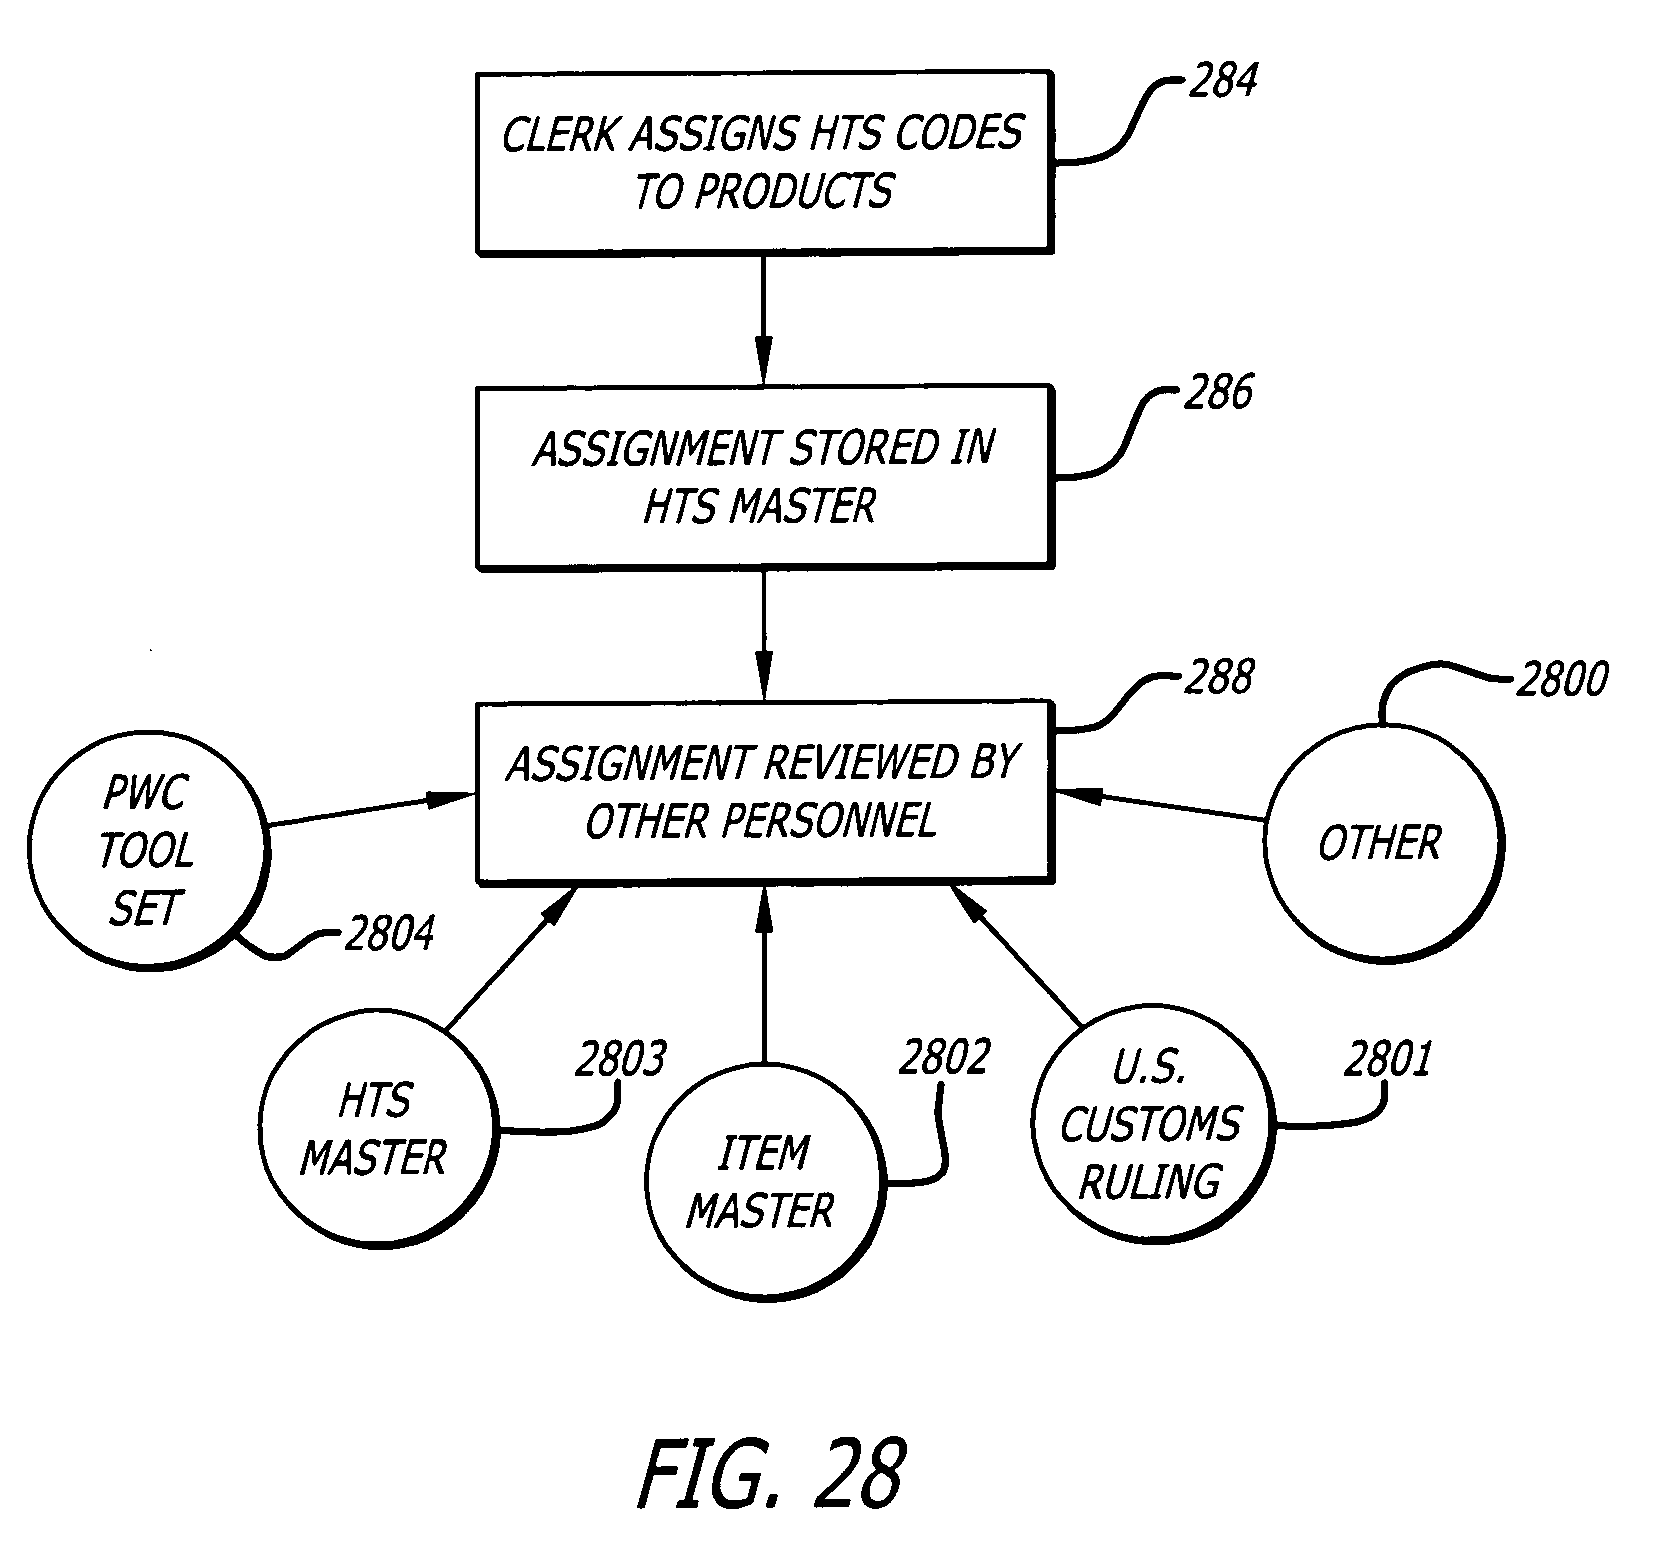 284
CLERK ASSIGNS HTS CODES
TO PRODUCTS
286
ASSIGNMENT STORED IN
HTS MASTER
288
2800
ASSIGNMENT REVIEWED BY
OTHER PERSONNEL
PWC
TOOL
SET
OTHER
2804
2803
2802
2801
HTS
MASTER
ITEM
MASTER
U.S.
CUSTOMS
RULING
FIG. 28